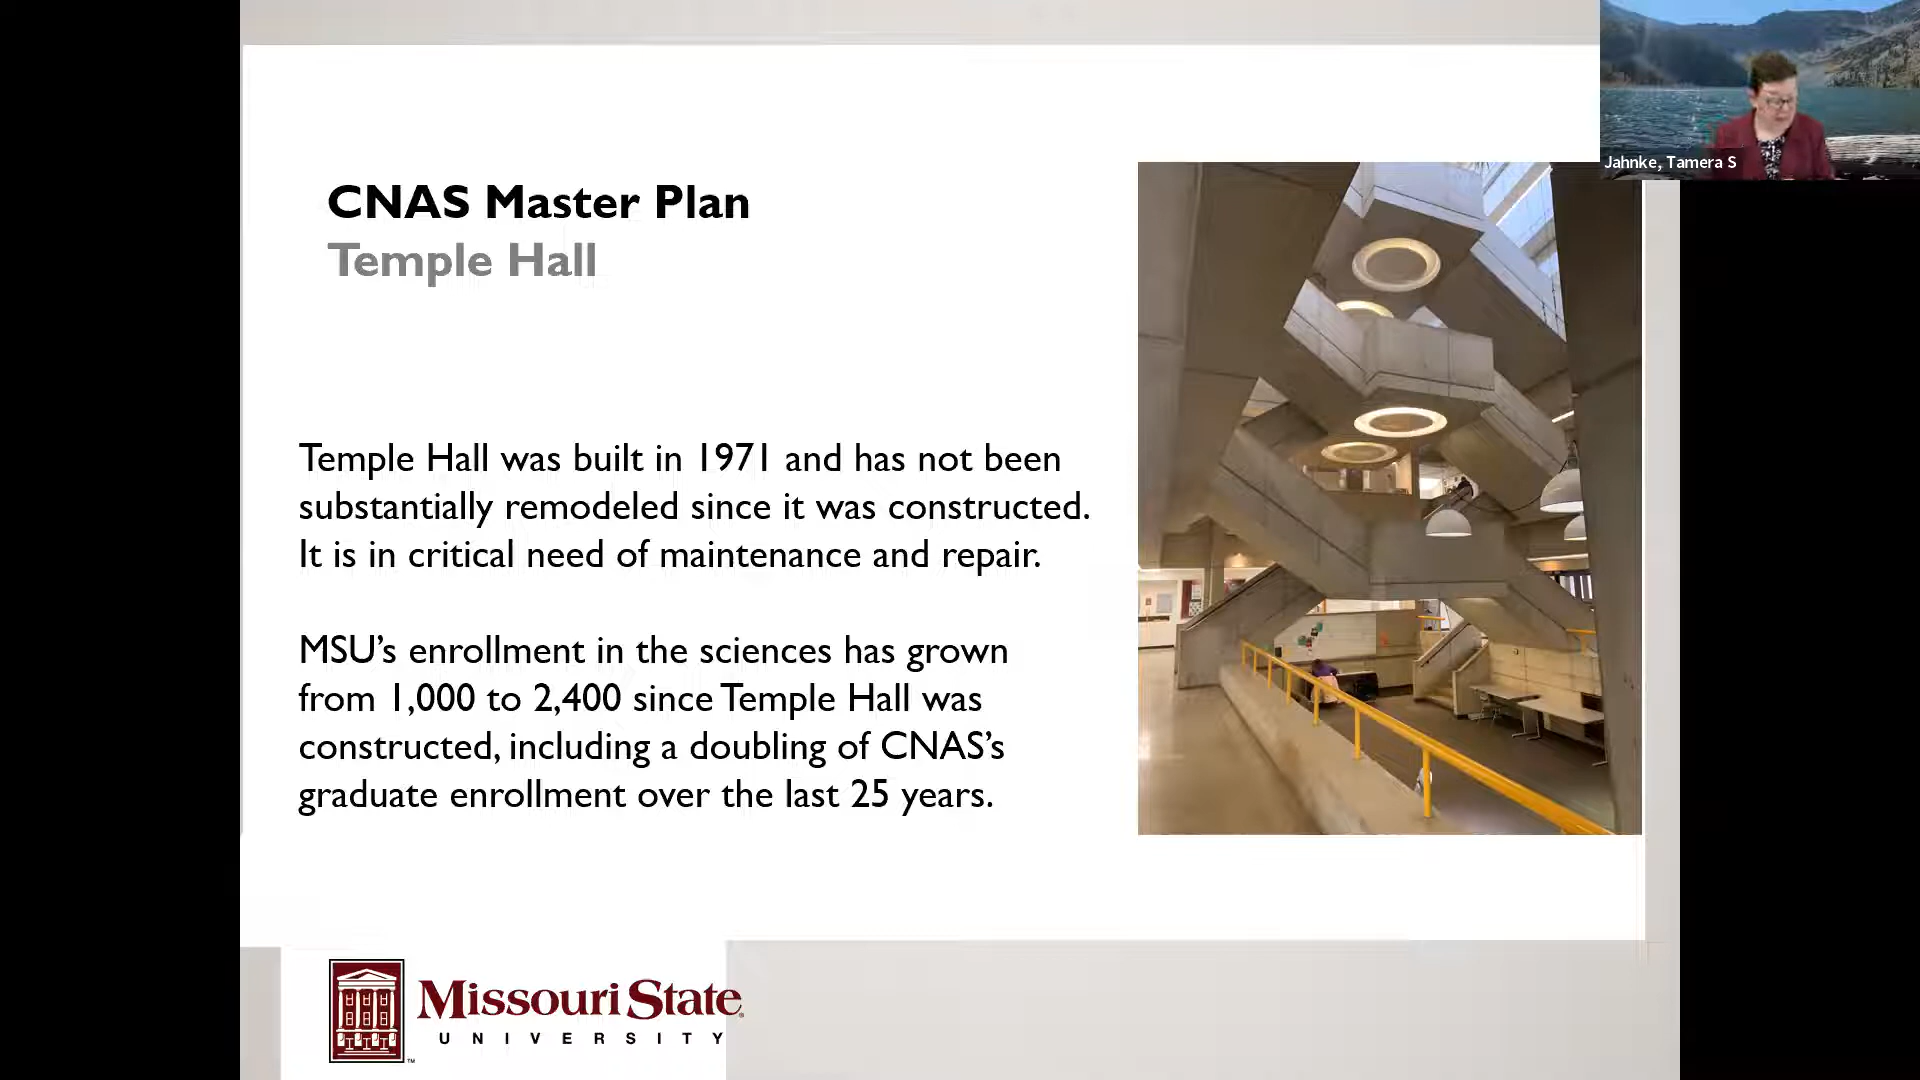 Jahnke, Tamera S
CNAS Master Plan
Temple Hall
Temple Hall was built in 1971 and has not been
substantially remodeled since it was constructed.
It is in critical need of maintenance and repair.
MSU’s enrollment in the sciences has grown
from 1,000 to 2,400 since Temple Hall was
constructed, including a doubling of CNAS’s
graduate enrollment over the last 25 years.
Missouri State®
UNIVERSITY
™